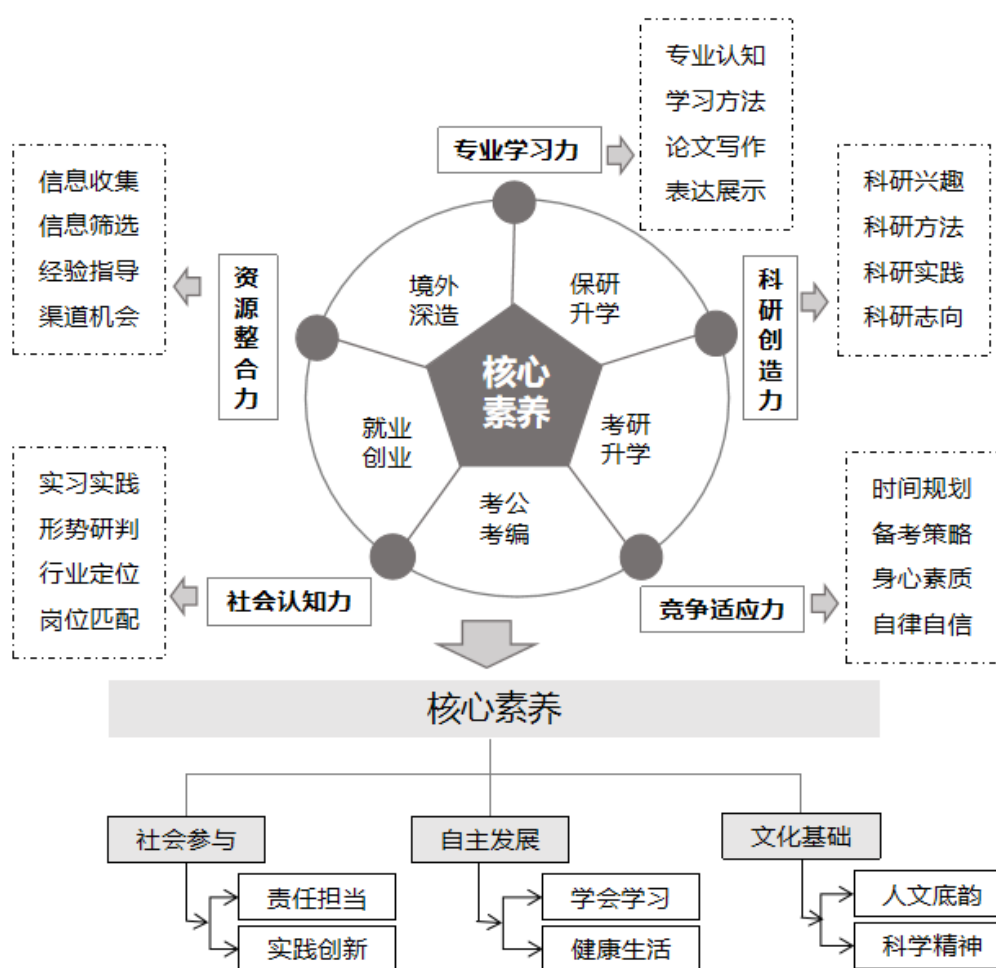 专业认知
学习方法
论文写作
表达展示
专业学习力
信息收集
信息筛选
经验指导
渠道机会
资源整合力
科研兴趣
科研方法
科研实践
科研志向
科研创造力
境外
深造
保研
升学
核心
素养
就业
创业
考研
升学
考公
考编
实习实践
形势研判
行业定位
岗位匹配
社会认知力
时间规划
备考策略
身心素质
自律自信
竞争适应力
核心素养
社会参与
责任担当
实践创新
自主发展
学会学习
健康生活
文化基础
人文底韵
科学精神